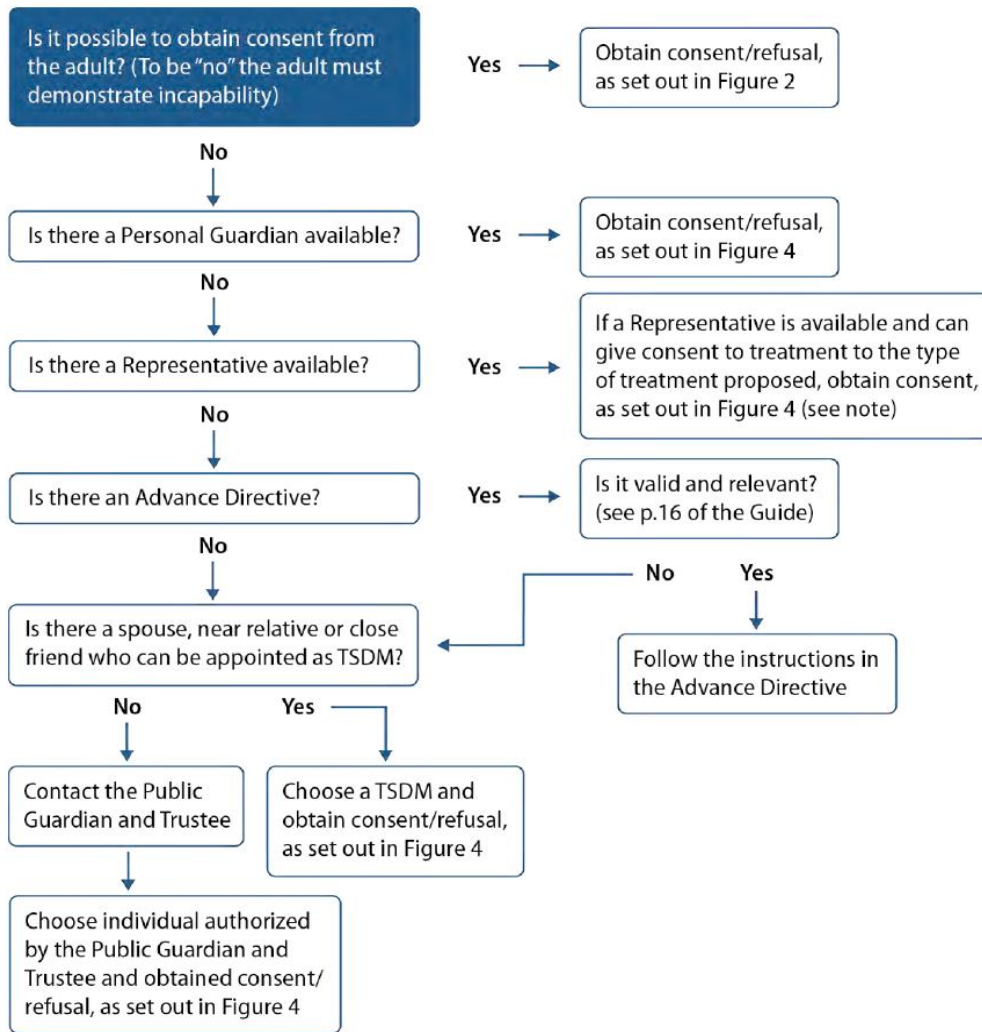 Is it possible to obtain consent from
the adult? (To be “no” the adult must
demonstrate incapability)
Yes
Obtain consent/refusal,
as set out in Figure 2
No
Is there a Personal Guardian available?
Yes
Obtain consent/refusal,
as set out in Figure 4
No
Is there a Representative available?
Yes
If a Representative is available and can
give consent to treatment to the type
of treatment proposed, obtain consent,
as set out in Figure 4 (see note)
No
Is there an Advance Directive?
Yes
Is it valid and relevant?
(see p.16 of the Guide)
No
No
Yes
Is there a spouse, near relative or close
friend who can be appointed as TSDM?
Follow the instructions in
the Advance Directive
No
Yes
Contact the Public
Guardian and Trustee
Choose a TSDM and
obtain consent/refusal,
as set out in Figure 4
Choose individual authorized
by the Public Guardian and
Trustee and obtained consent/
refusal, as set out in Figure 4